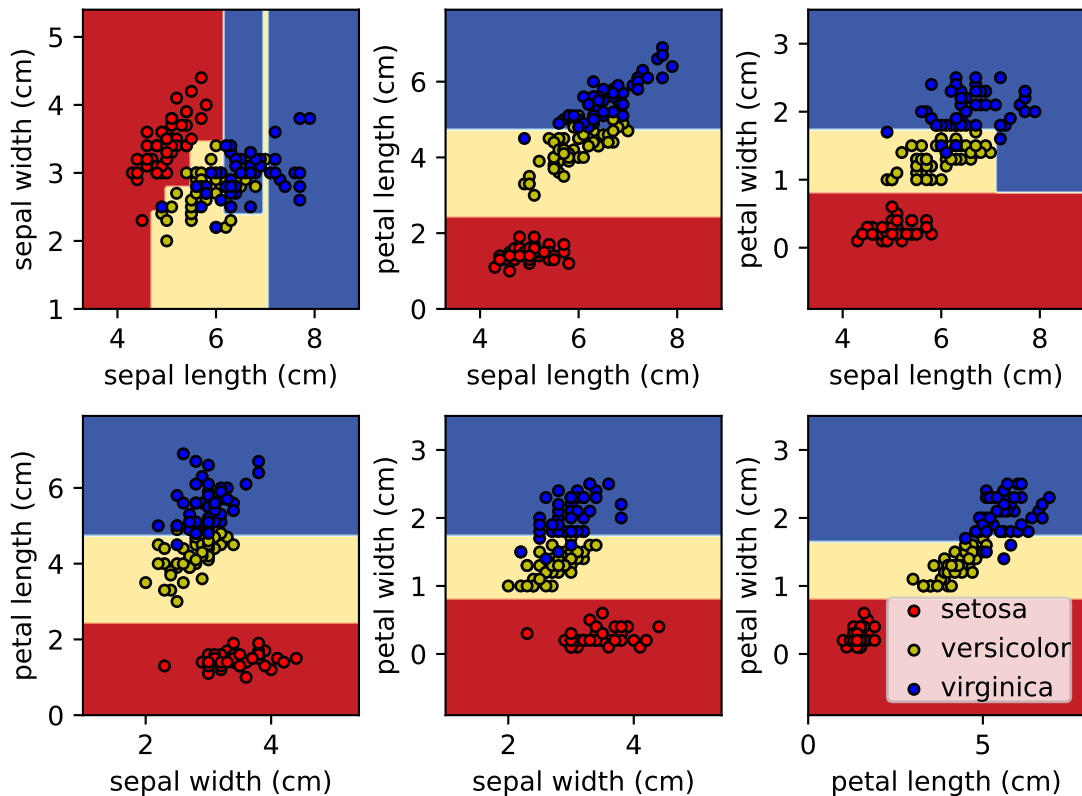 5
4
3
2
1
sepal width (cm)
4
6
8
sepal length (cm)
6
4
2
0
petal length (cm)
4
6
8
sepal length (cm)
3
2
1
0
petal width (cm)
4
6
8
sepal length (cm)
6
4
2
0
petal length (cm)
2
4
sepal width (cm)
3
2
1
0
petal width (cm)
2
4
sepal width (cm)
3
2
1
0
petal width (cm)
setosa
versicolor
virginica
0
5
petal length (cm)